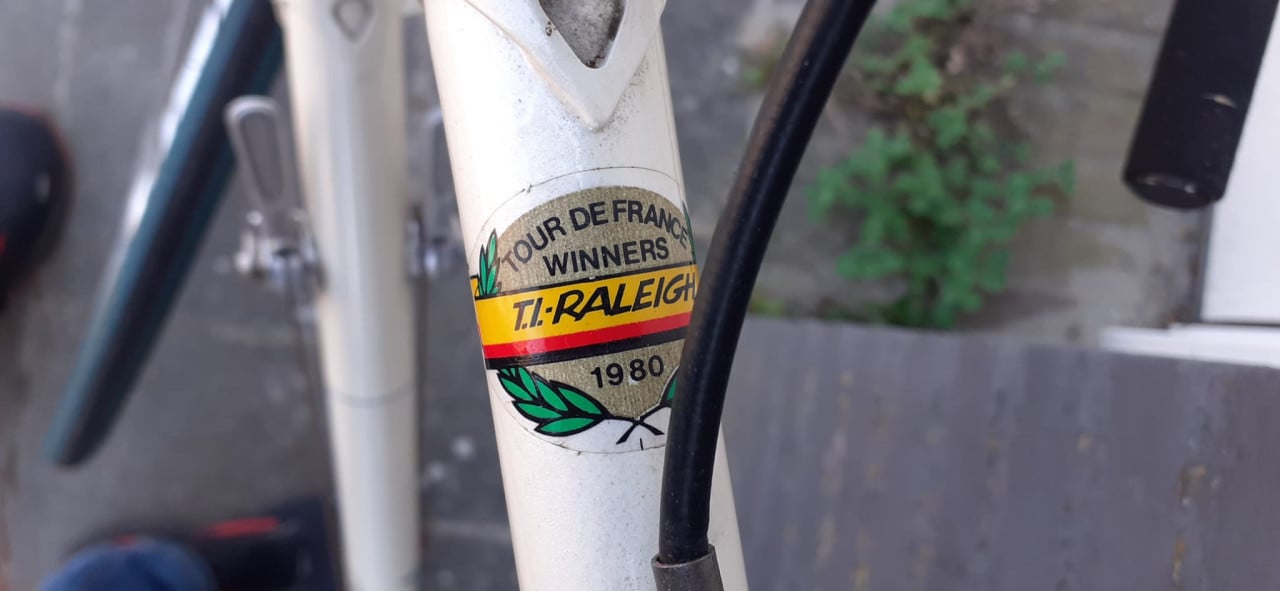 TOUR DE FRANCE
WINNERS
T.I.-RALEIGH
1980